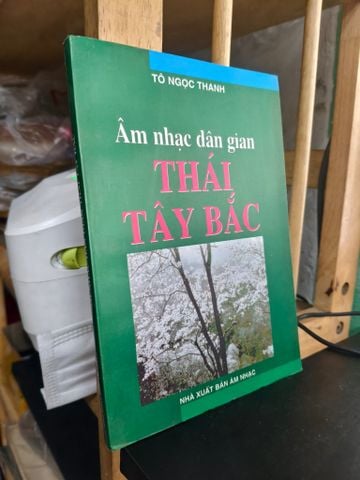 TÔ NGỌC THANH
Âm nhạc dân gian
THÁI
TÂY BẮC
NHÀ XUẤT BẢN ÂM NHẠC